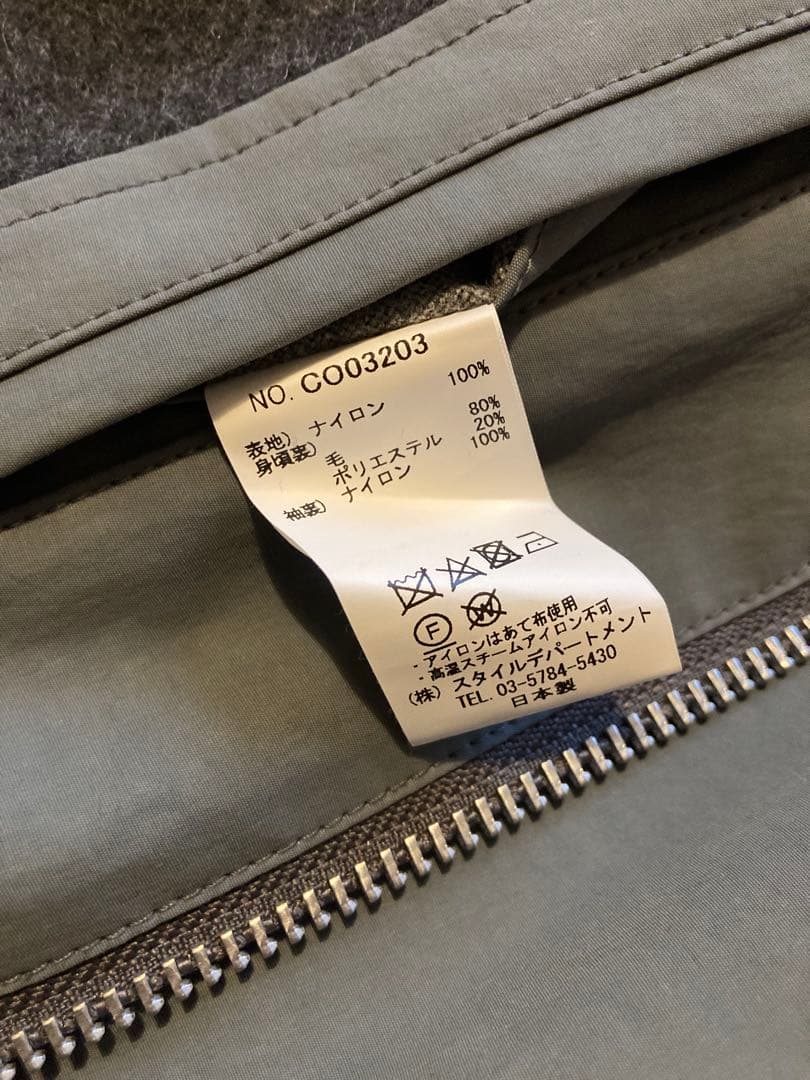 NO. CO03203
表地) ナイロン 100%
身頃裏) 毛 80%
ポリエステル 20%
袖裏) ナイロン 100%
F W
・アイロンはあて布使用
・高温スチームアイロン不可
(株) スタイルデパートメント
TEL. 03-5784-5430
日本製